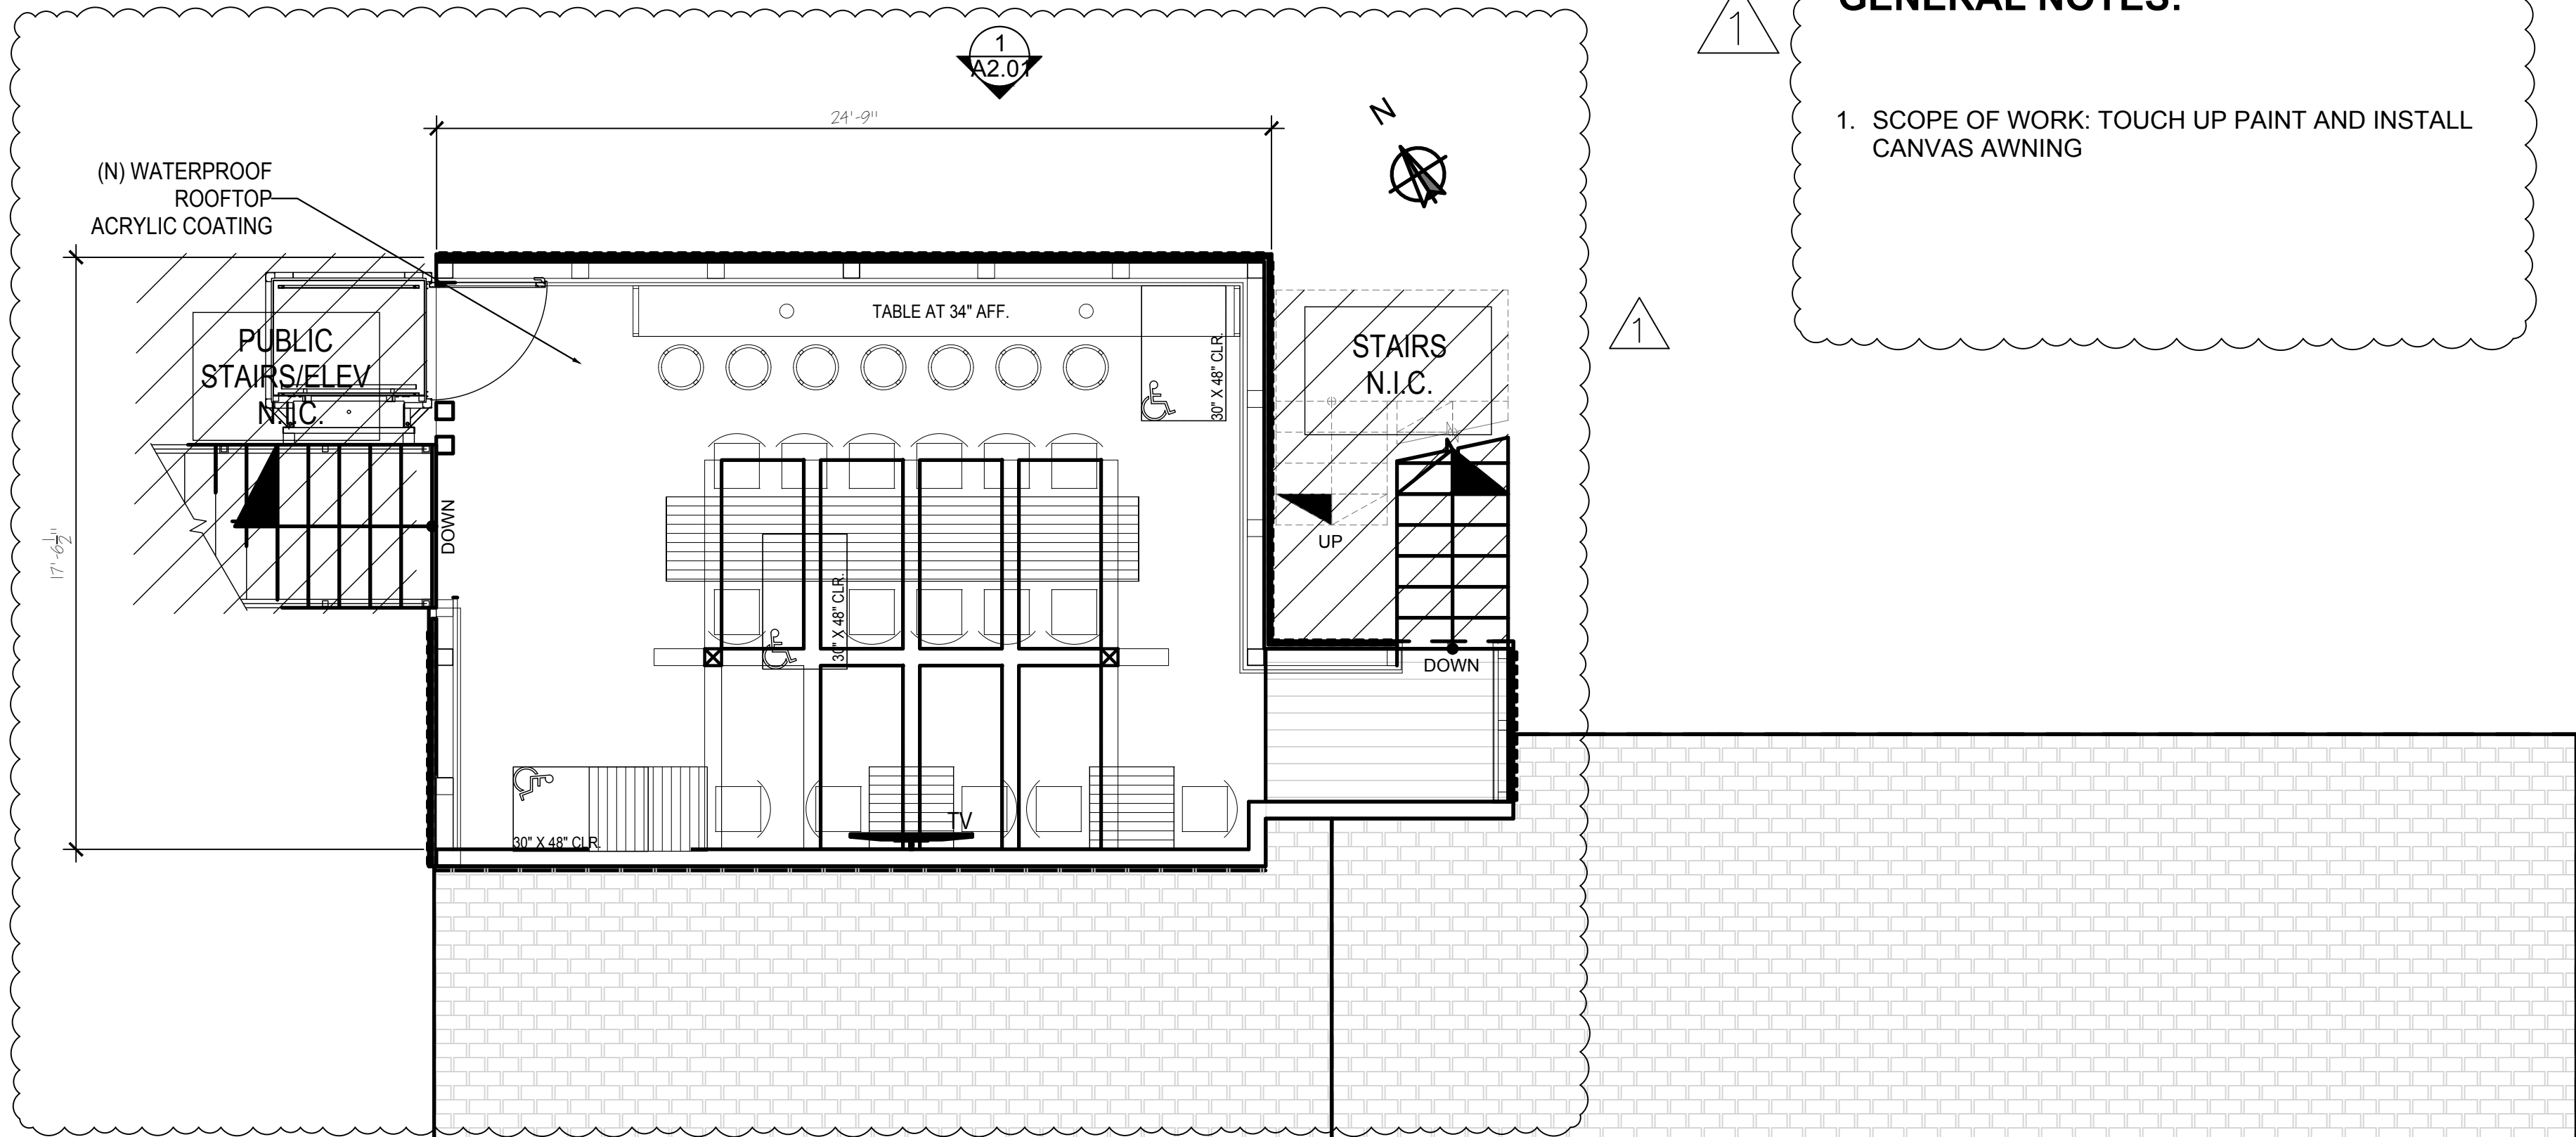 GENERAL NOTES:
1
1
A2.01
24'-9"
N
1. SCOPE OF WORK: TOUCH UP PAINT AND INSTALL
CANVAS AWNING
(N) WATERPROOF
ROOFTOP
ACRYLIC COATING
TABLE AT 34" AFF.
PUBLIC
STAIRS/ELEV
N.I.C.
30" X 48" CLR.
STAIRS
N.I.C.
1
DOWN
17'-6 1/2"
UP
30" X 48" CLR.
DOWN
TV
30" X 48" CLR.